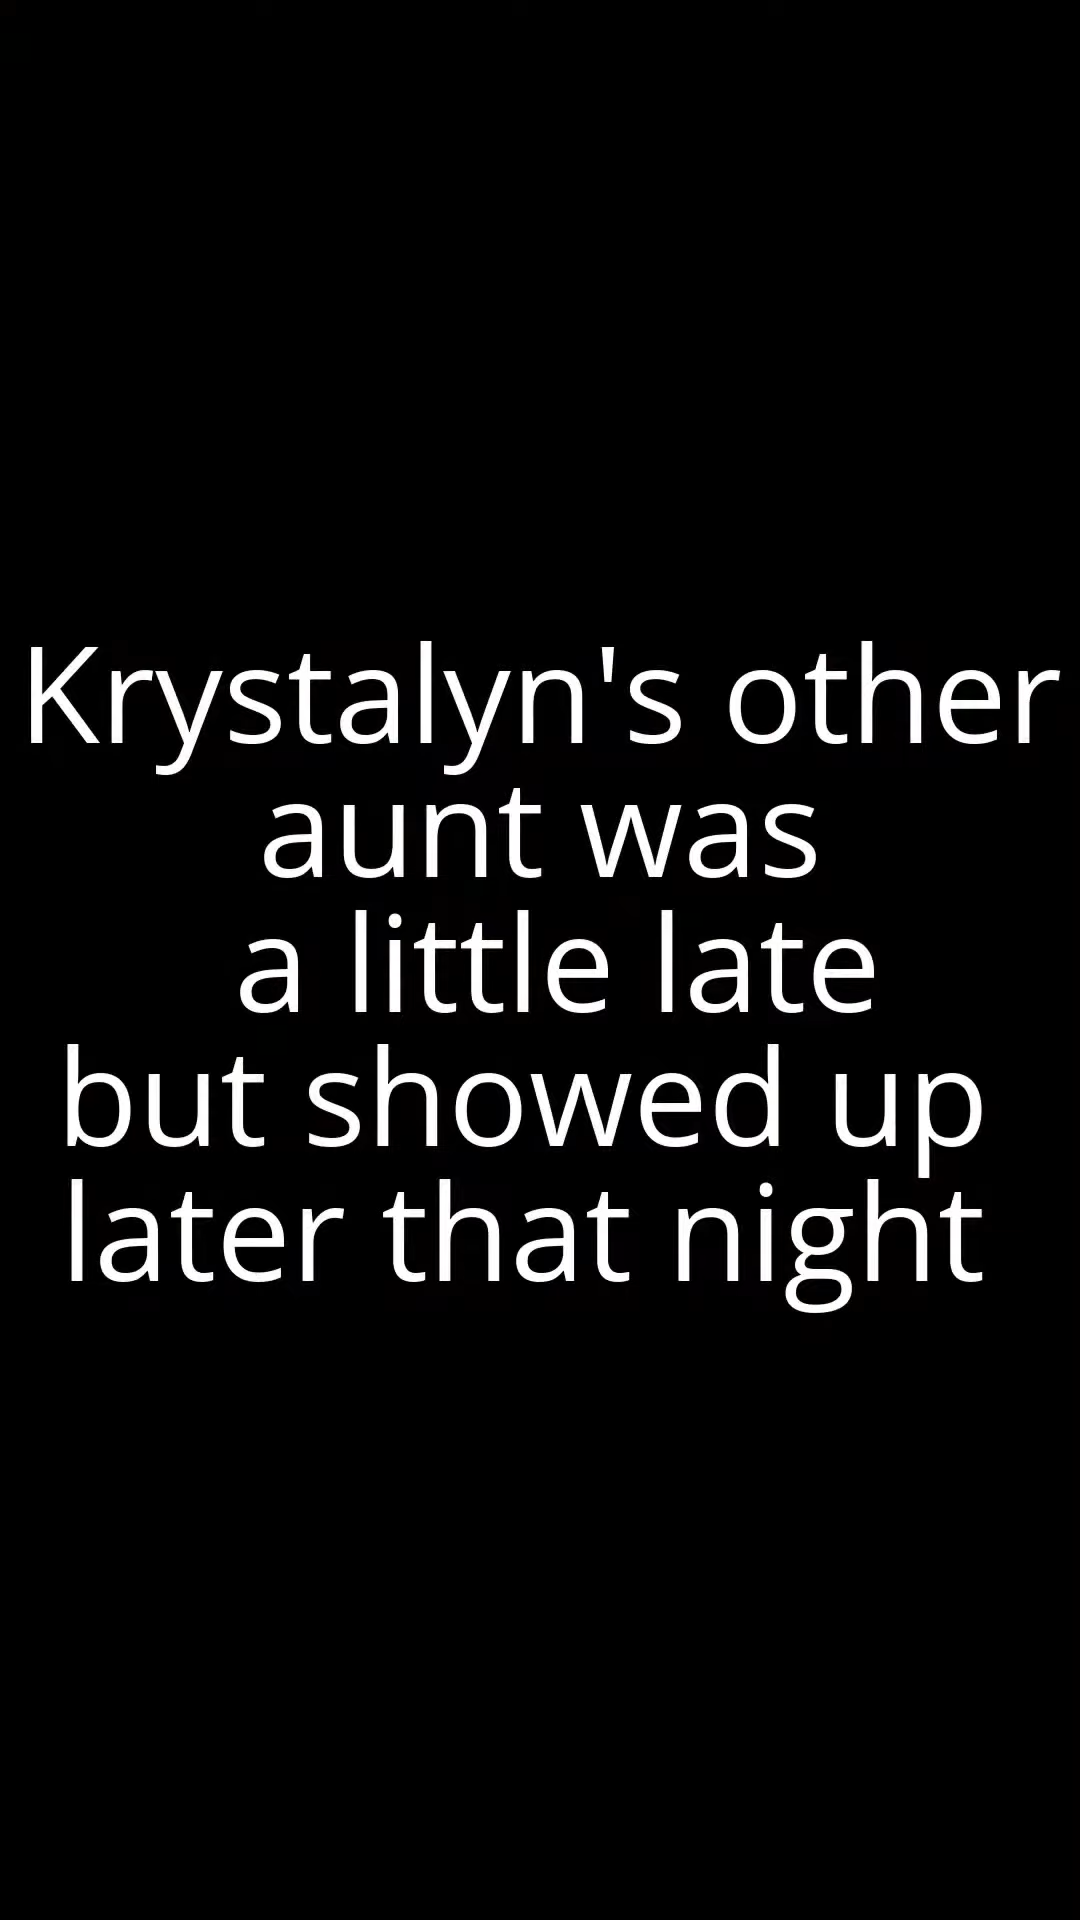 Krystalyn's other
aunt was
a little late
but showed up
later that night